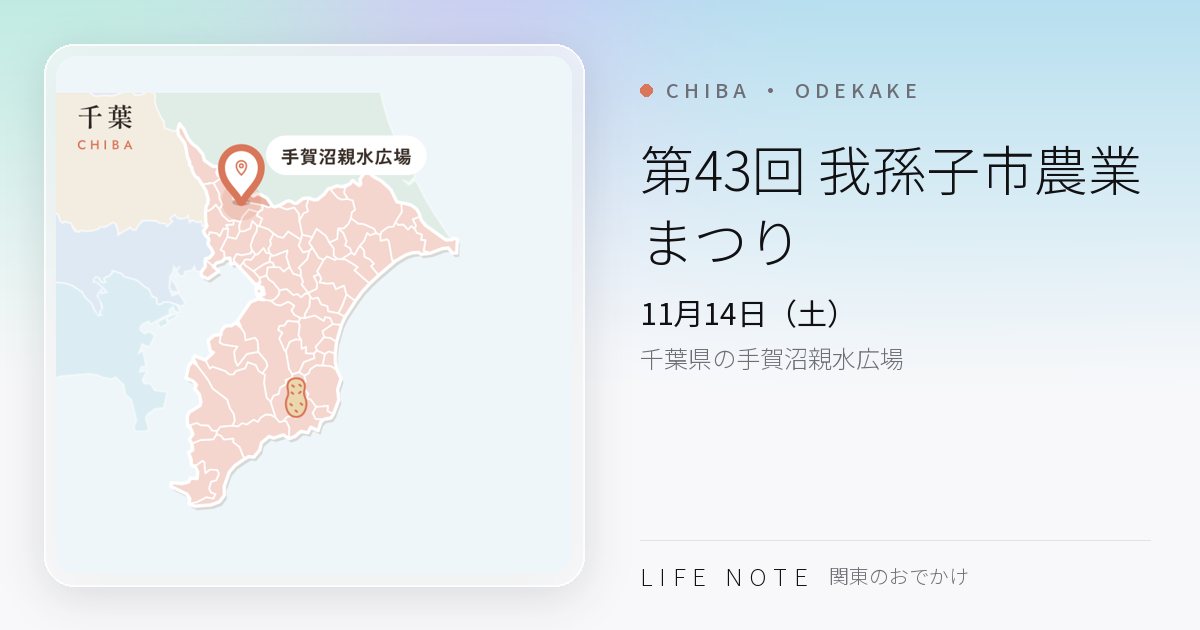 千葉
CHIBA
手賀沼親水広場
CHIBA • ODEKAKE
第43回 我孫子市農業
まつり
11月14日（土）
千葉県の手賀沼親水広場
LIFE NOTE 関東のおでかけ